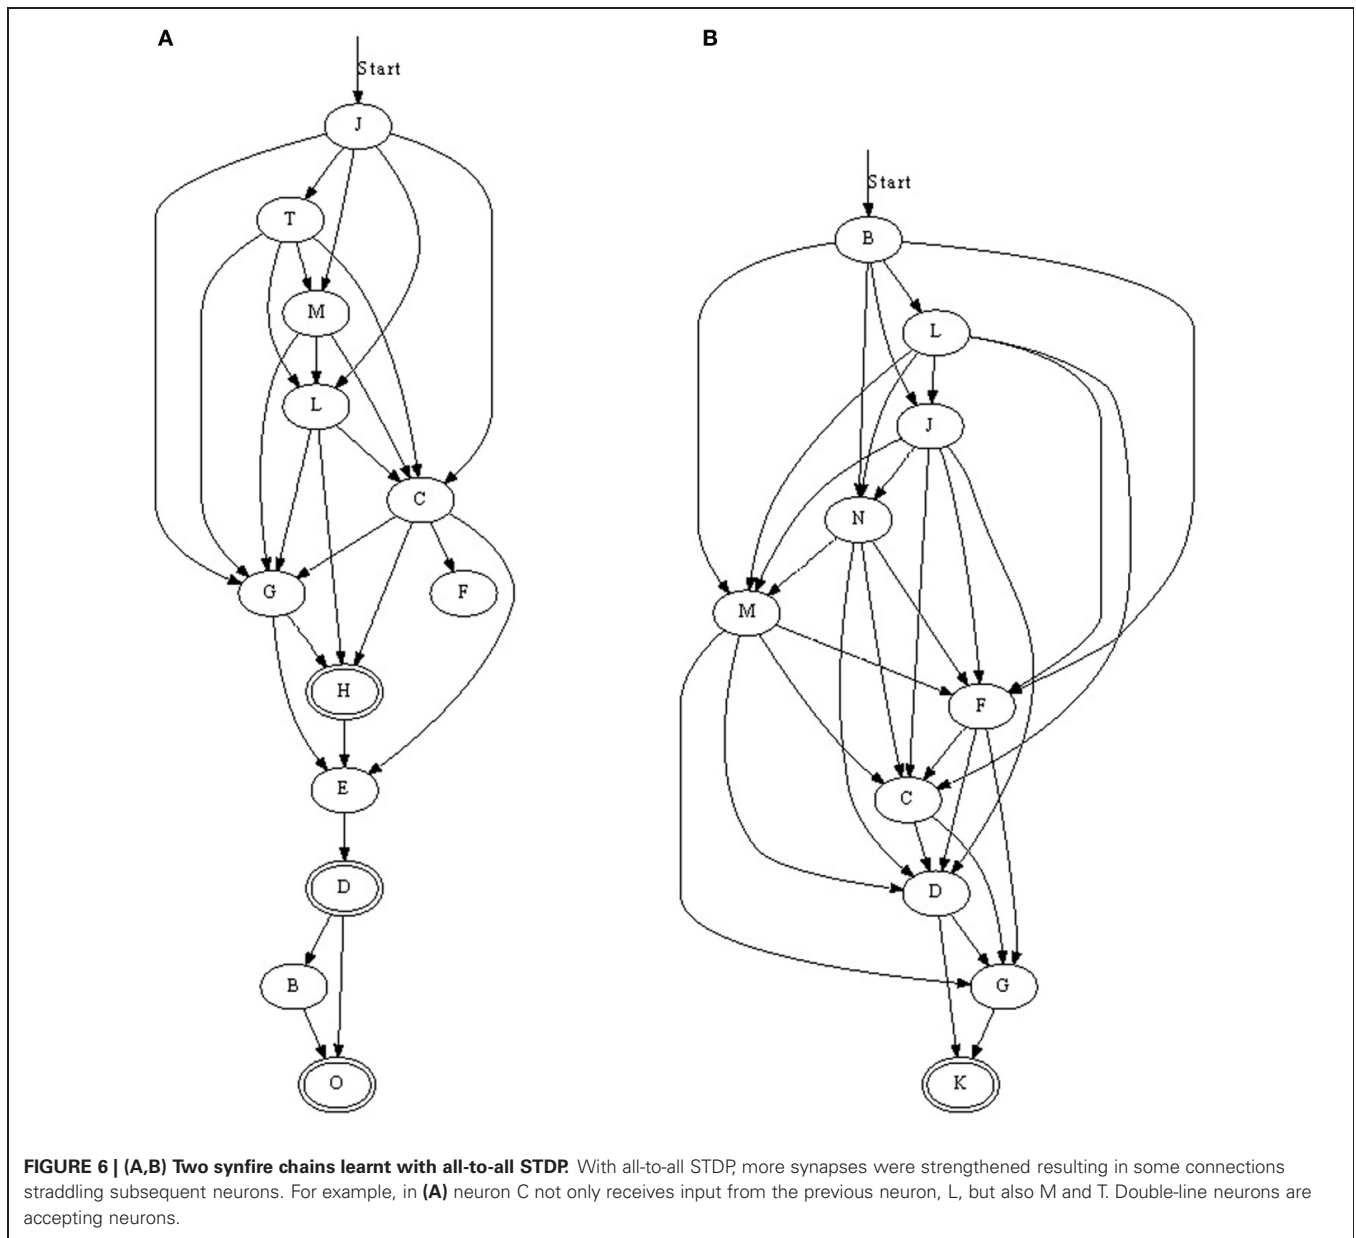 A
B
Start
J
T
M
L
C
G
F
H
E
D
B
O
Start
B
L
J
N
M
F
C
D
G
K
FIGURE 6 | (A,B) Two synfire chains learnt with all-to-all STDP. With all-to-all STDP, more synapses were strengthened resulting in some connections
straddling subsequent neurons. For example, in (A) neuron C not only receives input from the previous neuron, L, but also M and T. Double-line neurons are
accepting neurons.